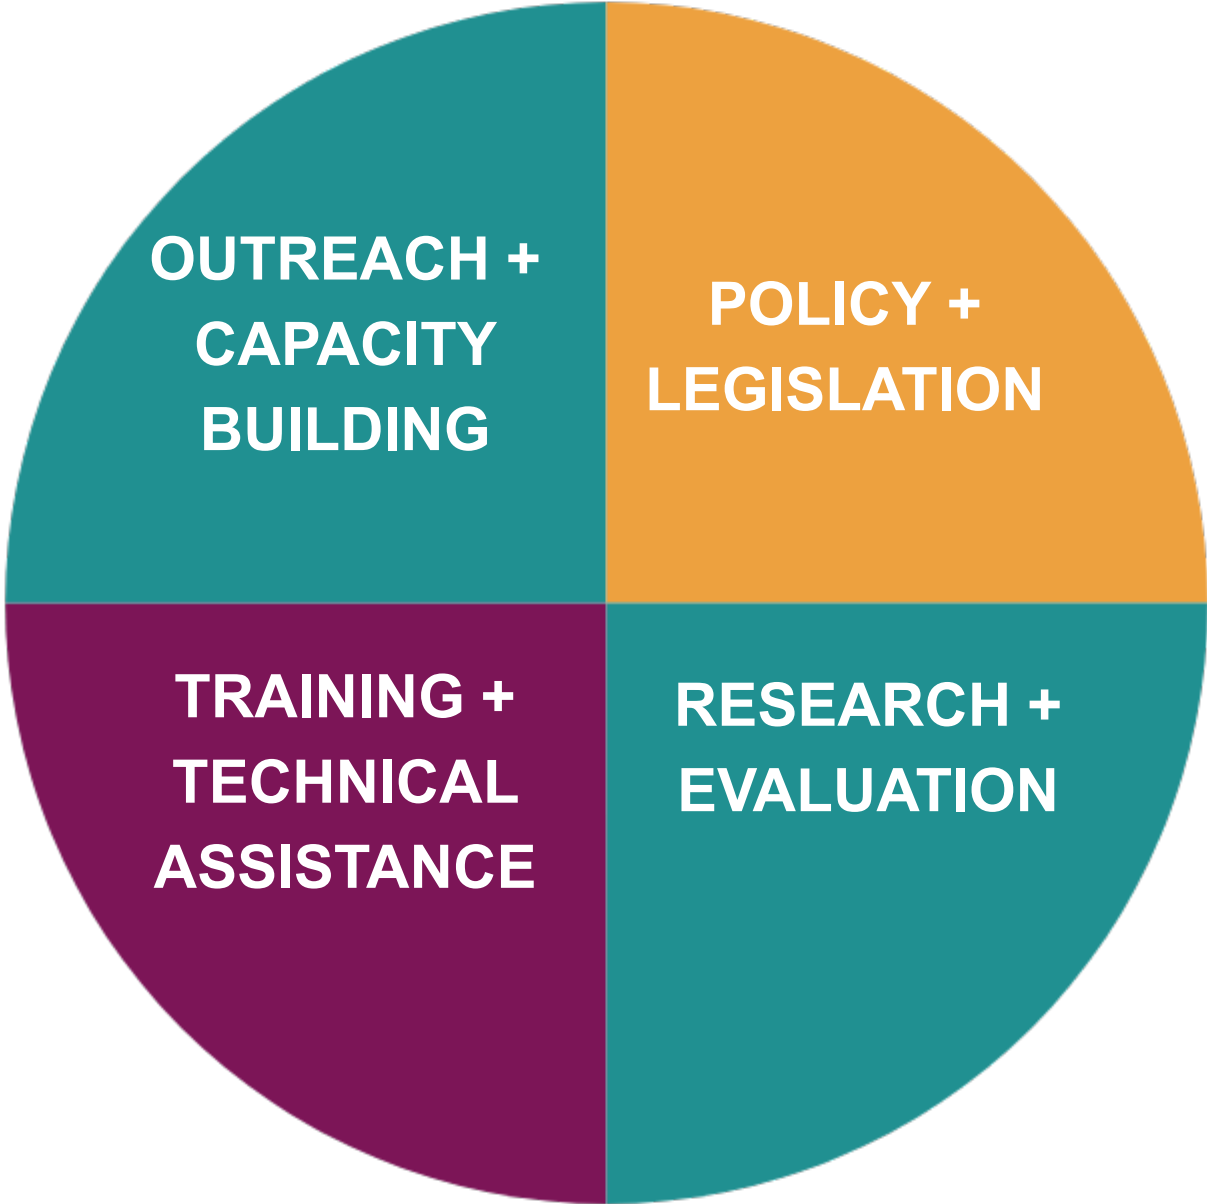 OUTREACH +
CAPACITY
BUILDING
POLICY +
LEGISLATION
TRAINING +
TECHNICAL
ASSISTANCE
RESEARCH +
EVALUATION